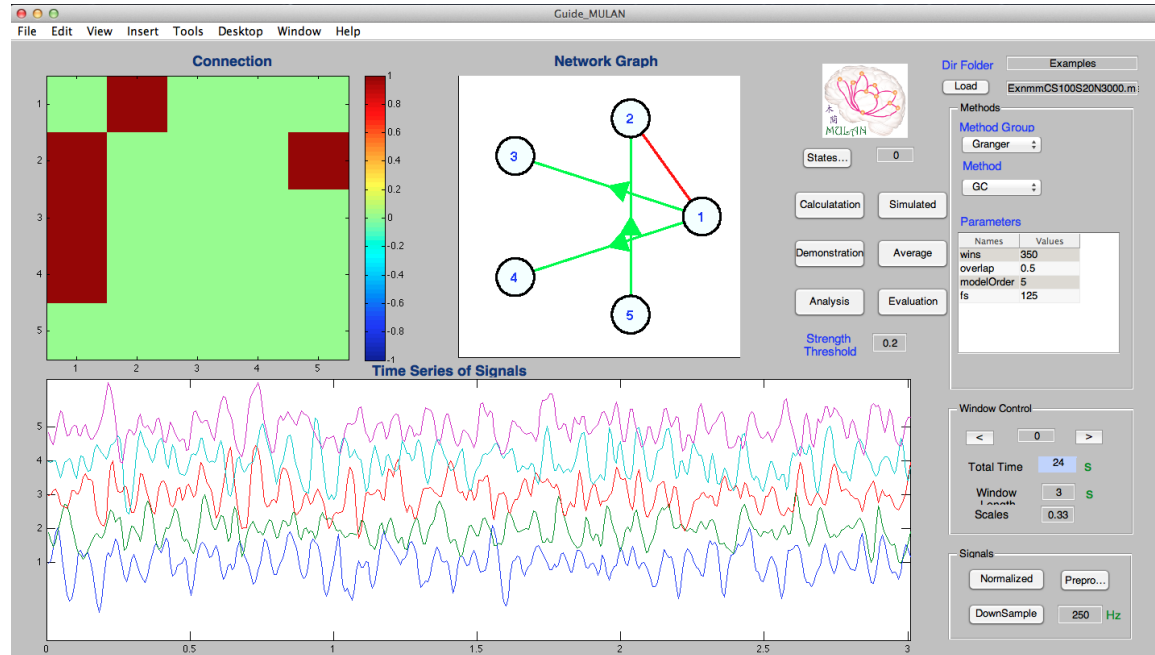 Guide_MULAN
File Edit View Insert Tools Desktop Window Help
Connection
1
2
3
4
5
1 2 3 4 5
1
0.8
0.6
0.4
0.2
0
-0.2
-0.4
-0.6
-0.8
-1
Network Graph
2
3
1
4
5
木
MULAN
States... 0
Calculatation Simulated
Demonstration Average
Analysis Evaluation
Strength
Threshold 0.2
Dir Folder Examples
Load ExnmmCS100S20N3000.m
Methods
Method Group
Granger
Method
GC
Parameters
Names Values
wins 350
overlap 0.5
modelOrder 5
fs 125
Time Series of Signals
5
4
3
2
1
0 0.5 1 1.5 2 2.5 3
Window Control
< 0 >
Total Time 24 S
Window 3 S
Scales 0.33
Signals
Normalized Prepro...
DownSample 250 Hz